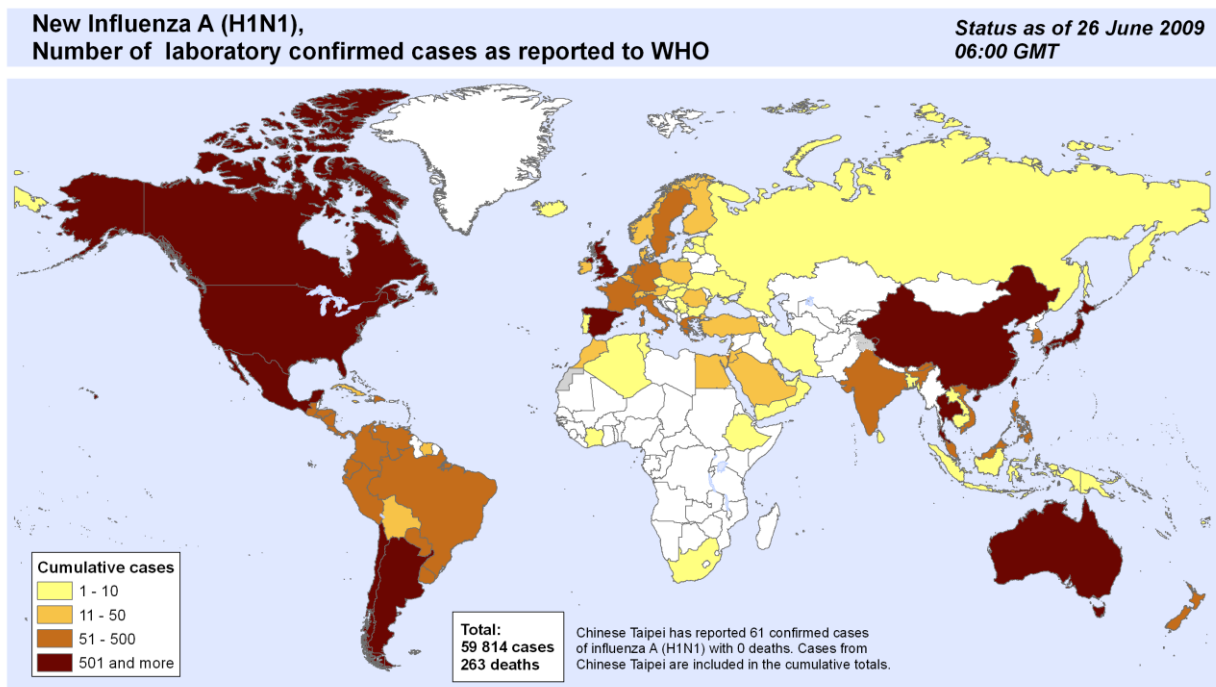 New Influenza A (H1N1),
Number of laboratory confirmed cases as reported to WHO
Status as of 26 June 2009
06:00 GMT
Cumulative cases
1 - 10
11 - 50
51 - 500
501 and more
Total:
59 814 cases
263 deaths
Chinese Taipei has reported 61 confirmed cases
of influenza A (H1N1) with 0 deaths. Cases from
Chinese Taipei are included in the cumulative totals.